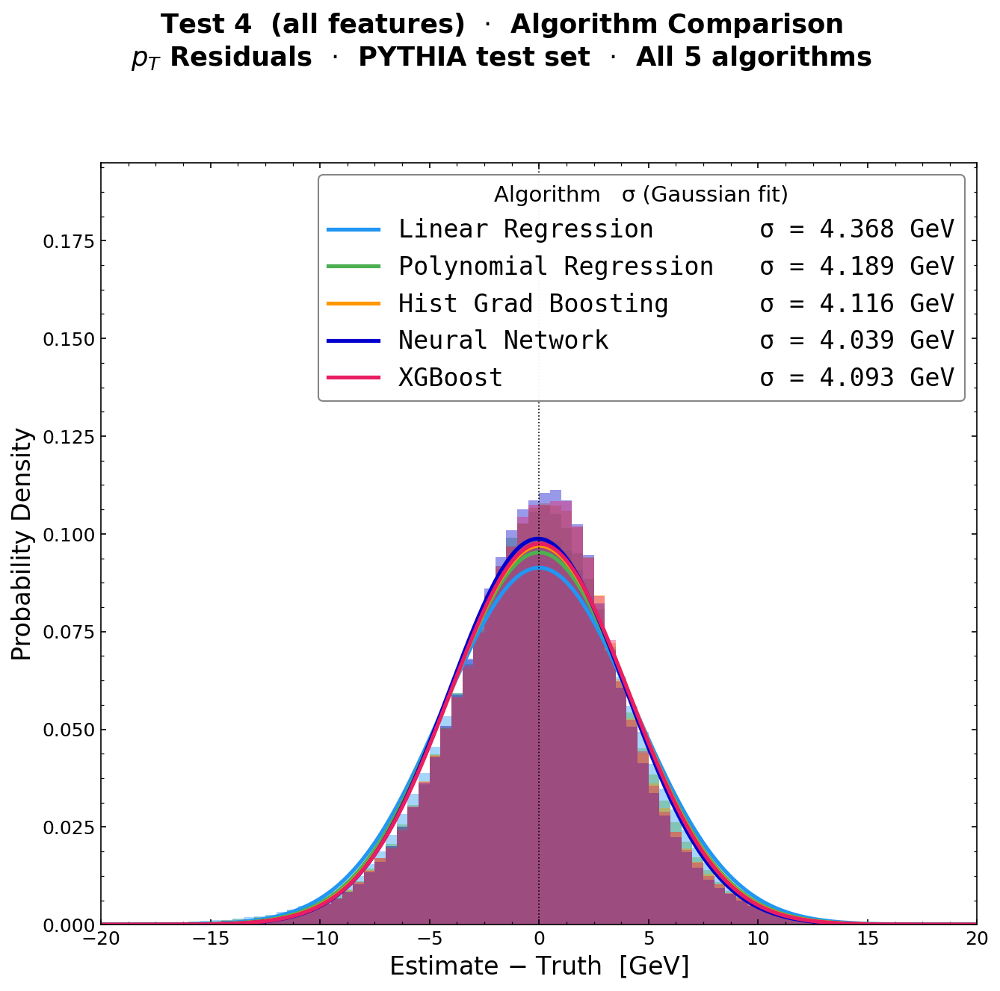 Test 4 (all features) · Algorithm Comparison
p_T Residuals · PYTHIA test set · All 5 algorithms
Algorithm σ (Gaussian fit)
Linear Regression σ = 4.368 GeV
Polynomial Regression σ = 4.189 GeV
Hist Grad Boosting σ = 4.116 GeV
Neural Network σ = 4.039 GeV
XGBoost σ = 4.093 GeV
Probability Density
0.175
0.150
0.125
0.100
0.075
0.050
0.025
0.000
−20 −15 −10 −5 0 5 10 15 20
Estimate − Truth [GeV]